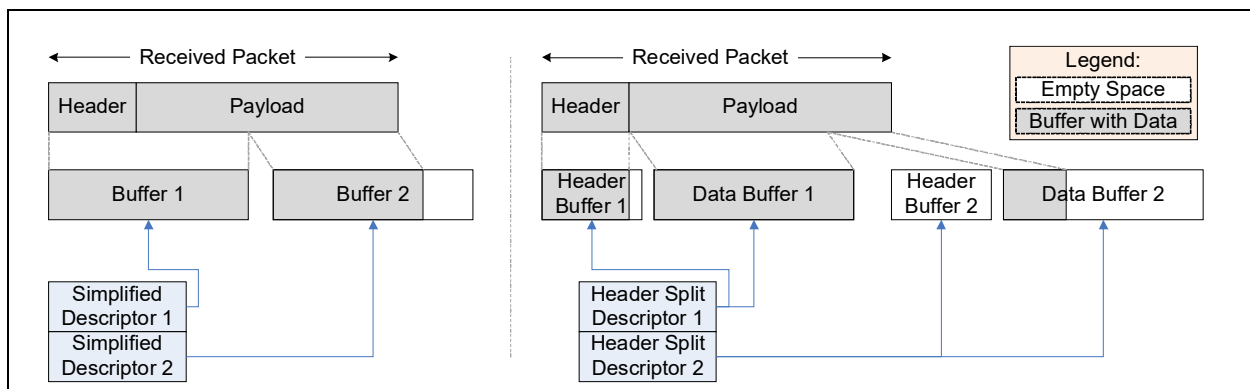 Received Packet
Header
Payload
Buffer 1
Buffer 2
Simplified
Descriptor 1
Simplified
Descriptor 2
Received Packet
Header
Payload
Header
Buffer 1
Data Buffer 1
Header
Buffer 2
Data Buffer 2
Header Split
Descriptor 1
Header Split
Descriptor 2
Legend:
Empty Space
Buffer with Data